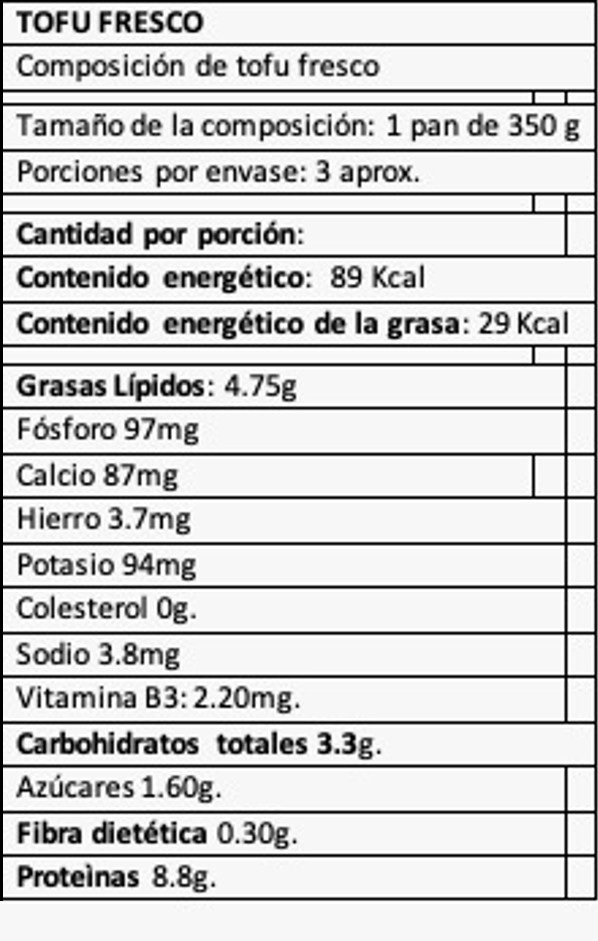 TOFU FRESCO
Composición de tofu fresco
Tamaño de la composición: 1 pan de 350 g
Porciones por envase: 3 aprox.
Cantidad por porción:
Contenido energético: 89 Kcal
Contenido energético de la grasa: 29 Kcal
Grasas Lípidos: 4.75g
Fósforo 97mg
Calcio 87mg
Hierro 3.7mg
Potasio 94mg
Colesterol 0g.
Sodio 3.8mg
Vitamina B3: 2.20mg.
Carbohidratos totales 3.3g.
Azúcares 1.60g.
Fibra dietética 0.30g.
Proteìnas 8.8g.